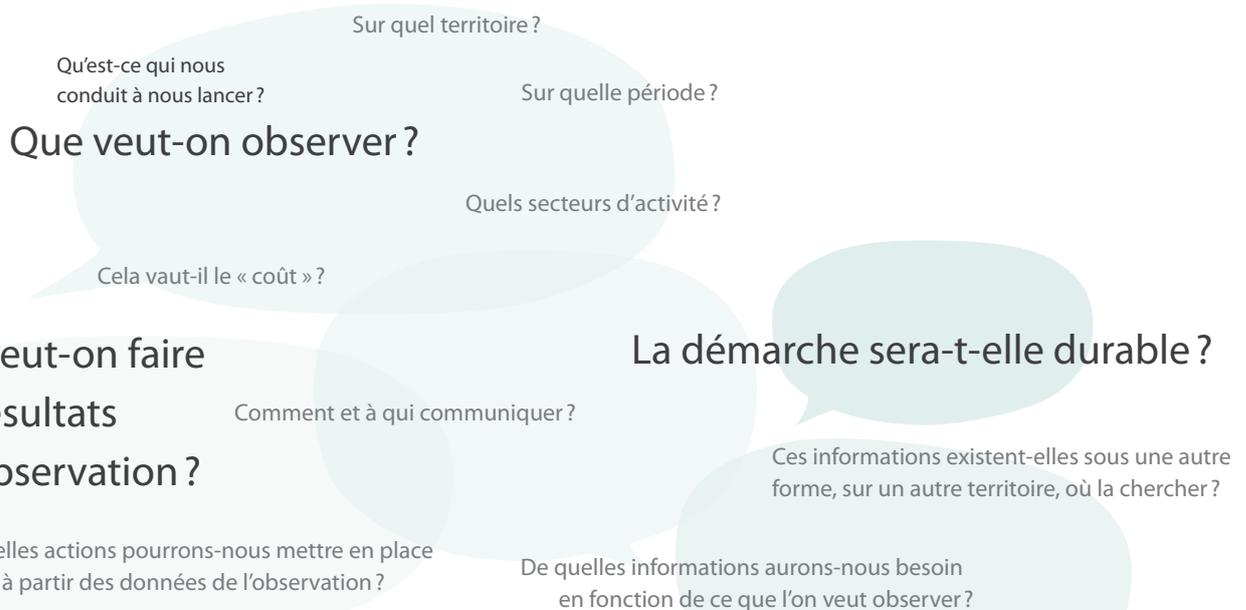 Sur quel territoire ?
Qu’est-ce qui nous
conduit à nous lancer ?
Sur quelle période ?
Que veut-on observer ?
Quels secteurs d’activité ?
Cela vaut-il le « coût » ?
eut-on faire
La démarche sera-t-elle durable ?
sultats
Comment et à qui communiquer ?
Ces informations existent-elles sous une autre
forme, sur un autre territoire, où la chercher ?
servation ?
elles actions pourrons-nous mettre en place
à partir des données de l’observation ?
De quelles informations aurons-nous besoin
en fonction de ce que l’on veut observer ?